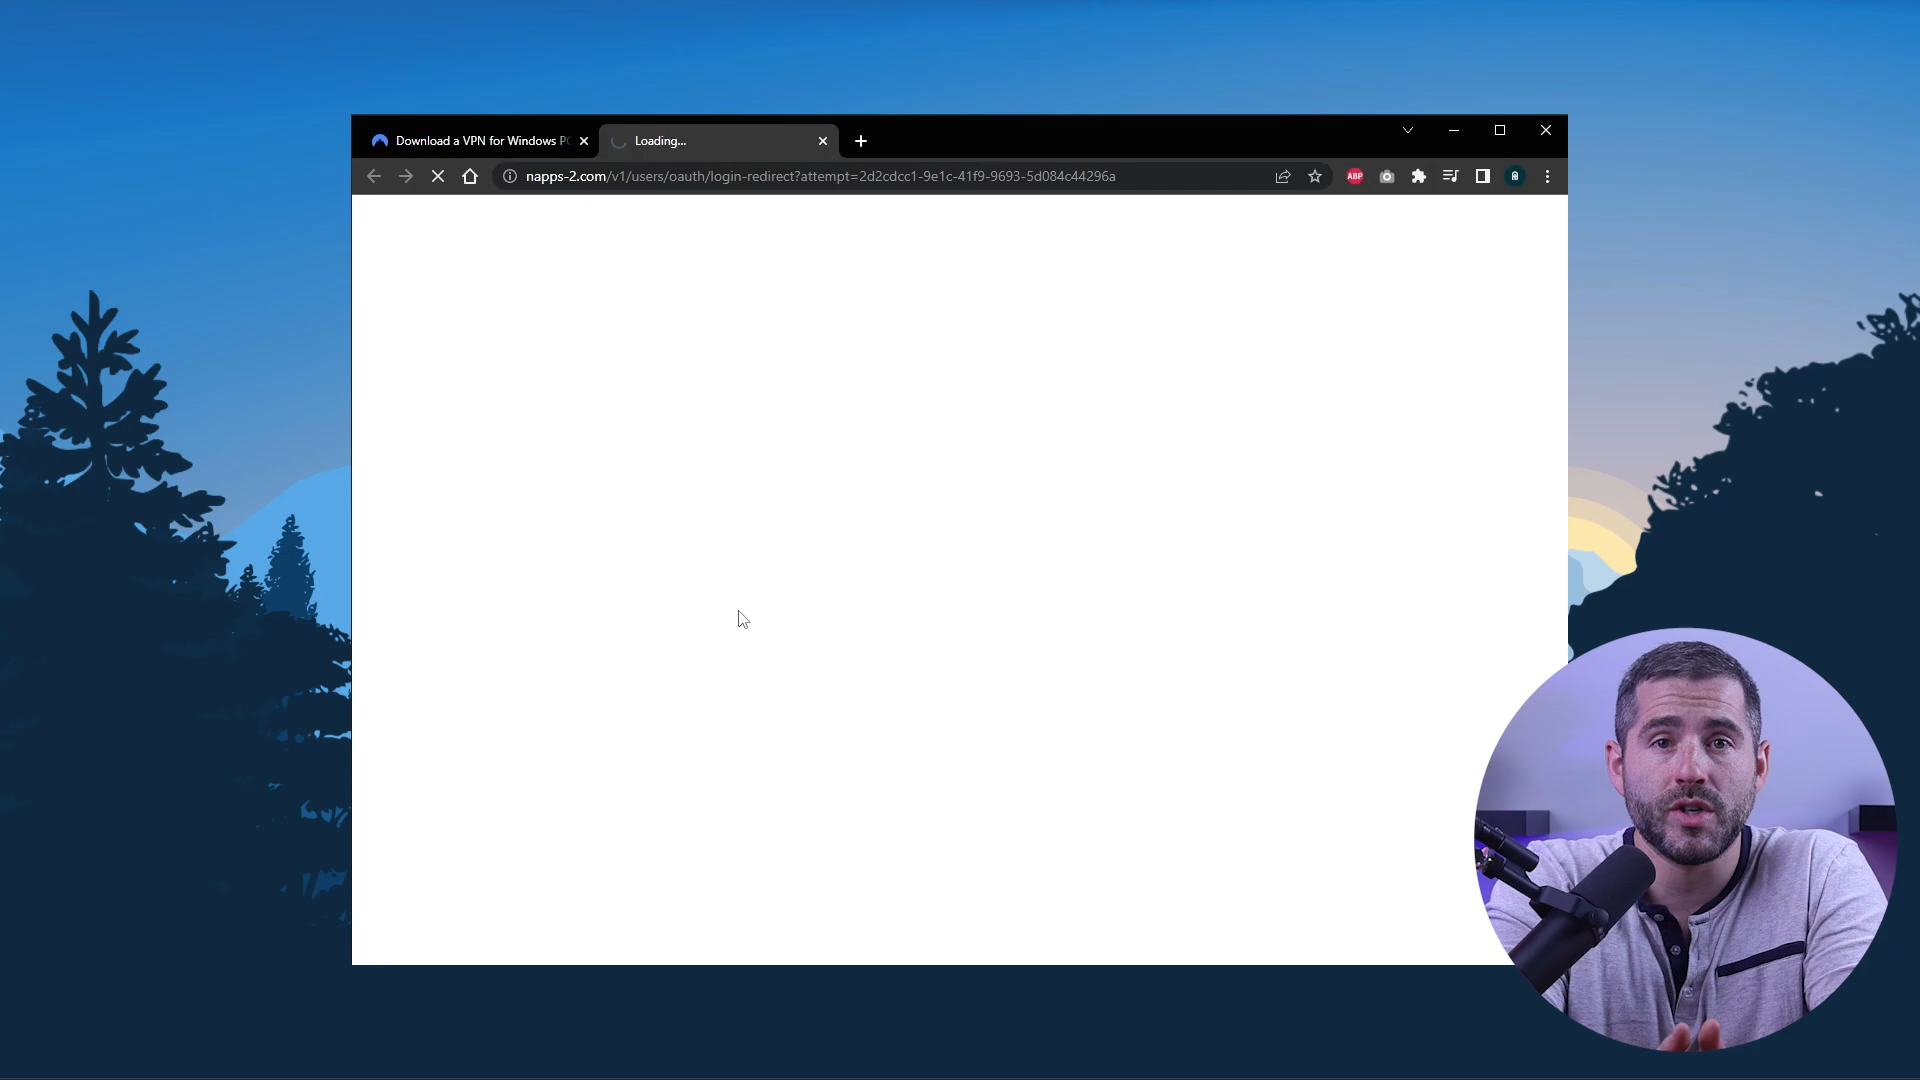 Download a VPN for Windows PC
Loading...
napps-2.com/v1/users/oauth/login-redirect?attempt=2d2cdcc1-9e1c-41f9-9693-5d084c44296a
ABP